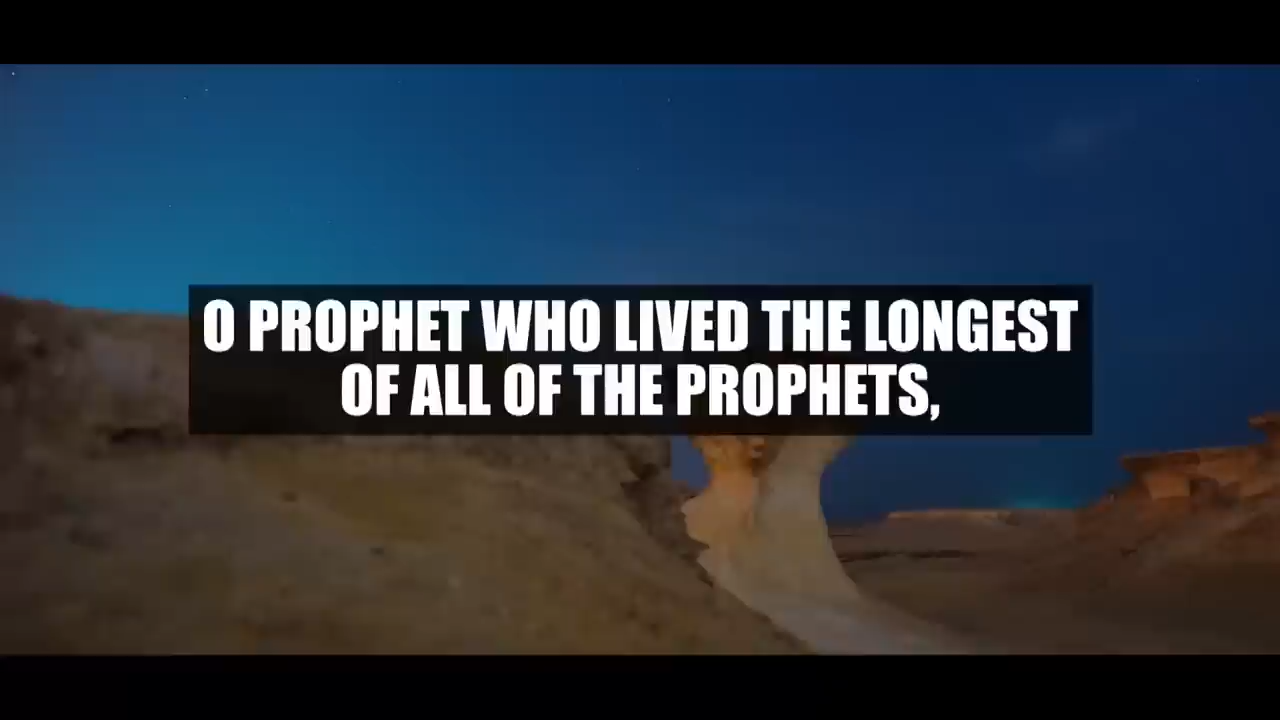 O PROPHET WHO LIVED THE LONGEST
OF ALL OF THE PROPHETS,